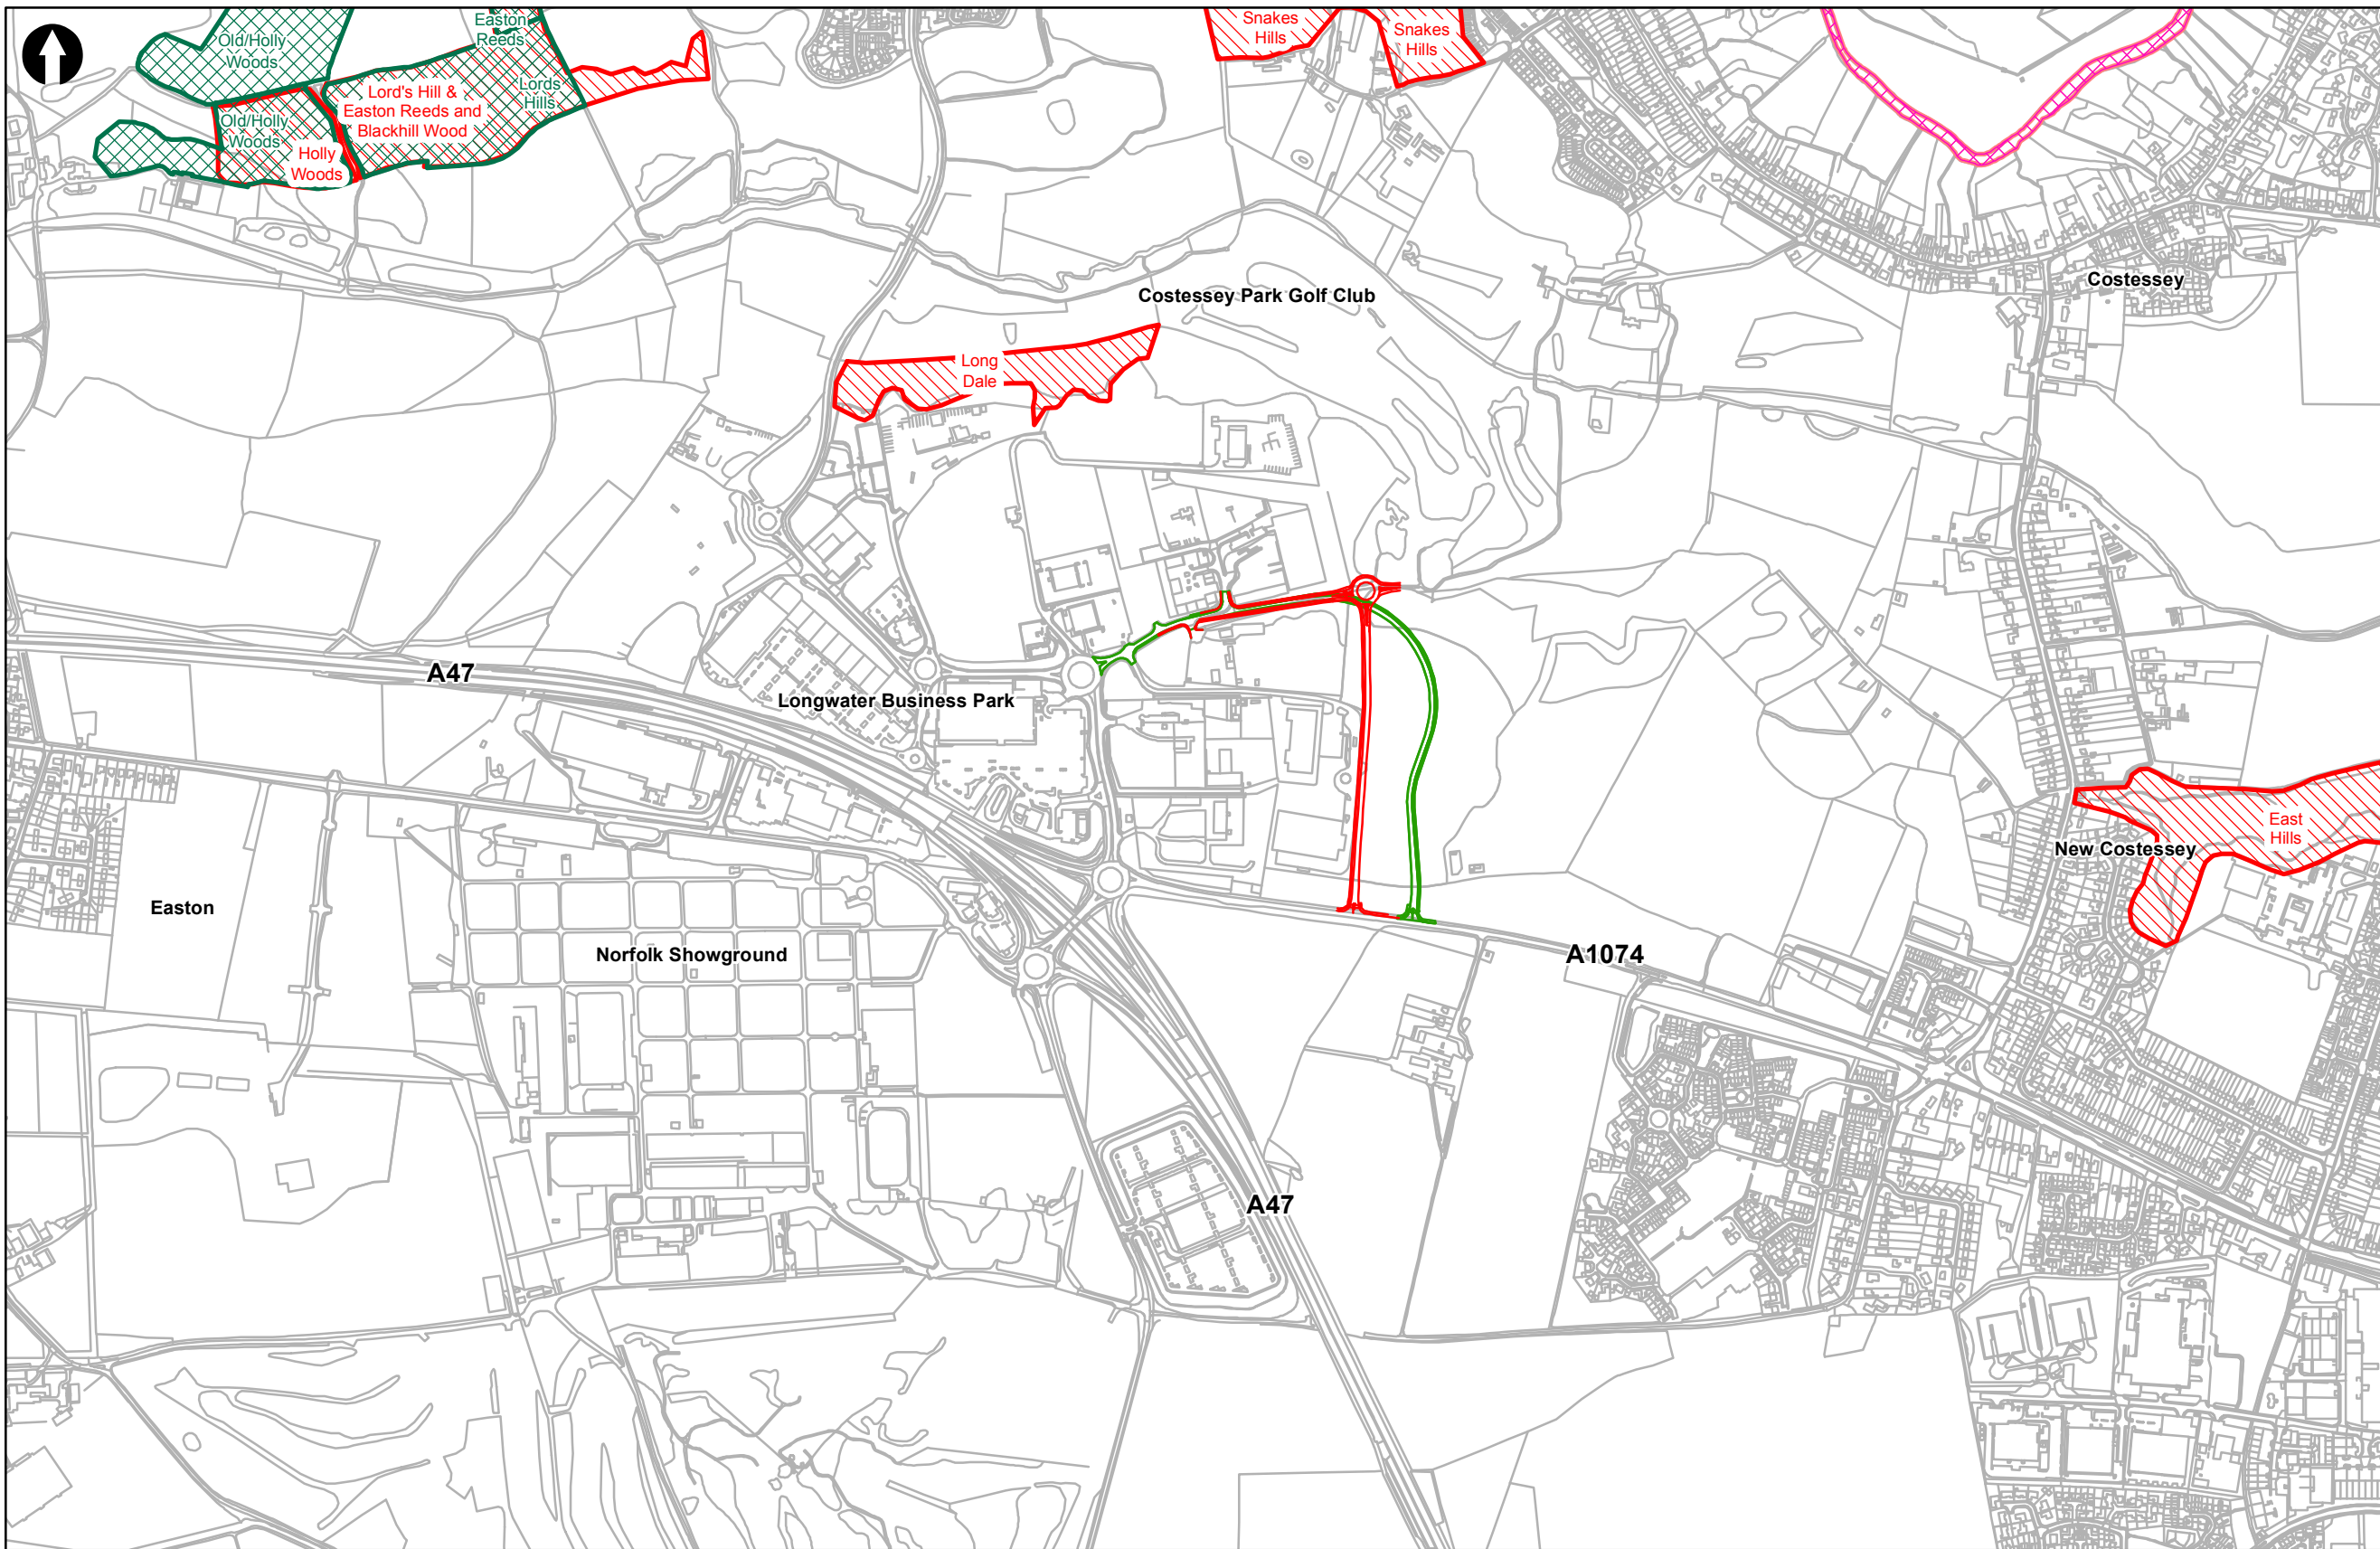 Easton
Reeds
Old/Holly
Woods
Lords
Hills
Lord's Hill &
Easton Reeds and
Blackhill Wood
Old/Holly
Woods
Holly
Woods
Snakes
Hills
Snakes
Hills
Costessey
Costessey Park Golf Club
Long
Dale
A47
Longwater Business Park
East
Hills
New Costessey
Easton
Norfolk Showground
A1074
A47